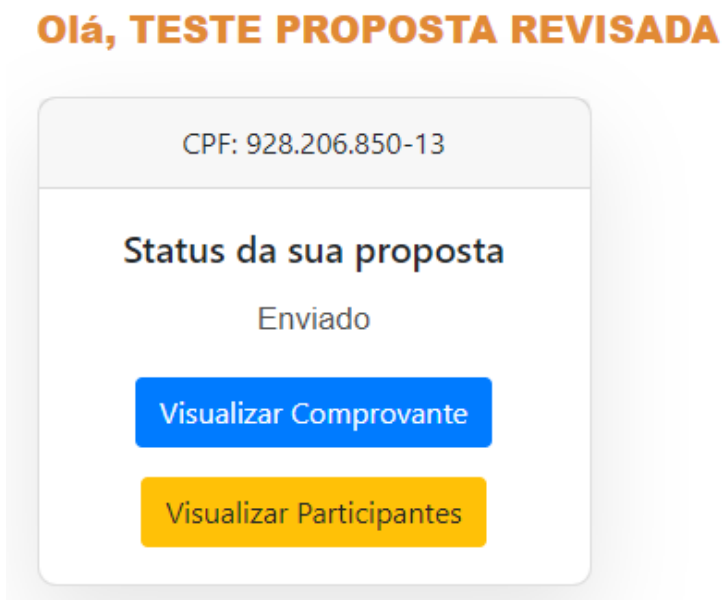 Olá, TESTE PROPOSTA REVISADA
CPF: 928.206.850-13
Status da sua proposta
Enviado
Visualizar Comprovante
Visualizar Participantes